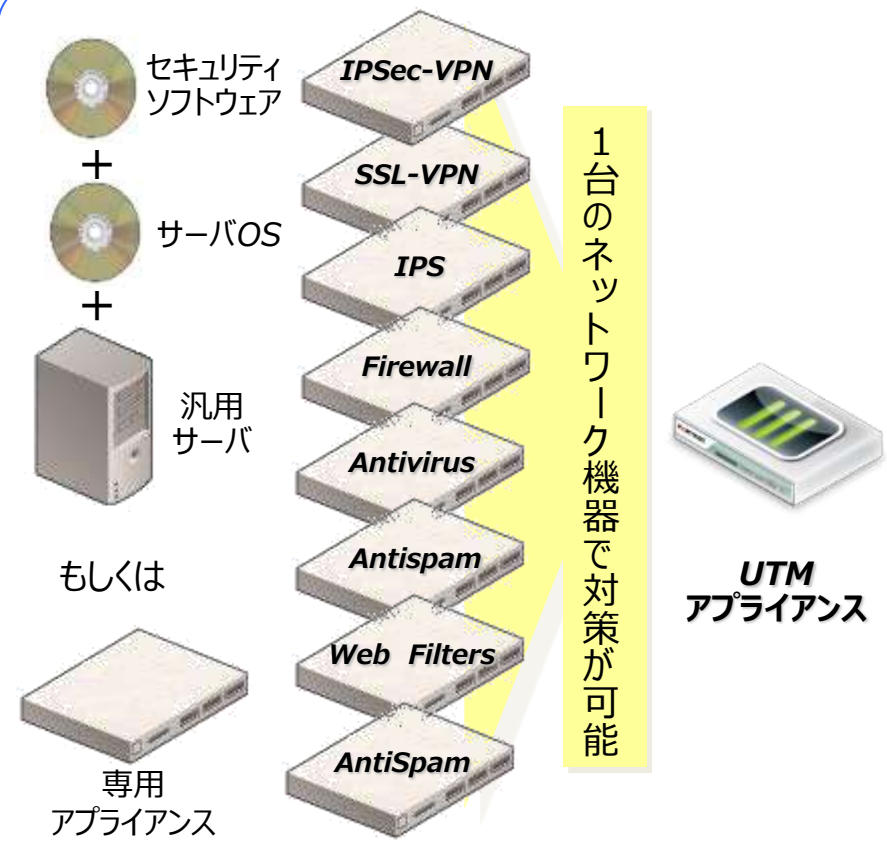 セキュリティ
ソフトウェア
＋
サーバOS
＋
汎用
サーバ
もしくは
専用
アプライアンス
IPSec-VPN
SSL-VPN
IPS
Firewall
Antivirus
Antispam
Web Filters
AntiSpam
1台のネットワーク機器で対策が可能
UTM
アプライアンス